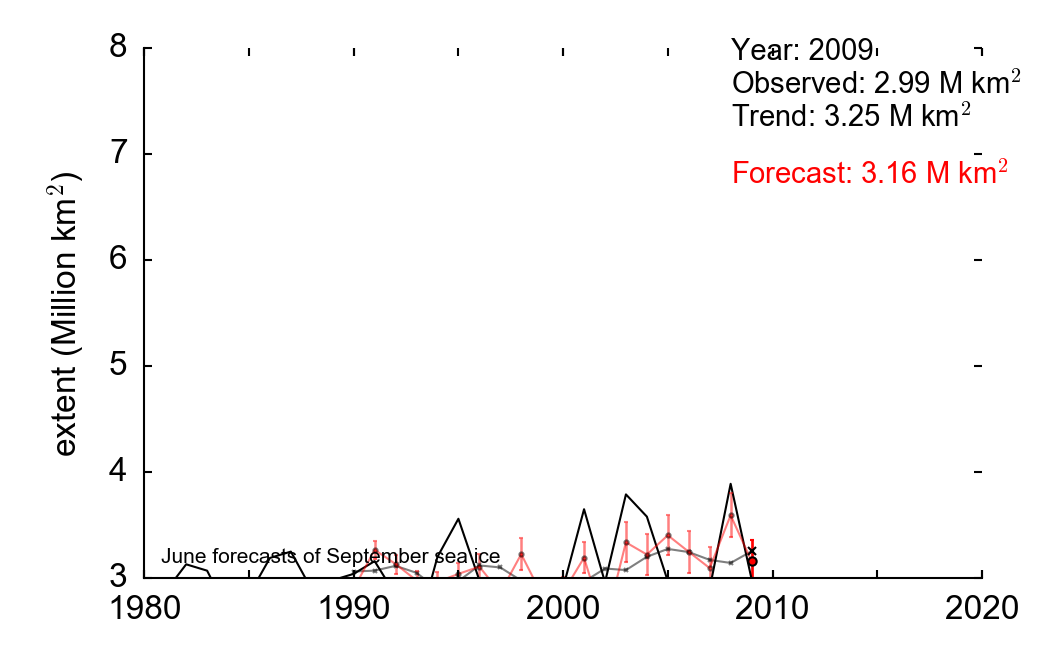 8
Year: 2009
Observed: 2.99 M km²
Trend: 3.25 M km²
7
Forecast: 3.16 M km²
6
extent (Million km²)
5
4
June forecasts of September sea ice
3
1980 1990 2000 2010 2020